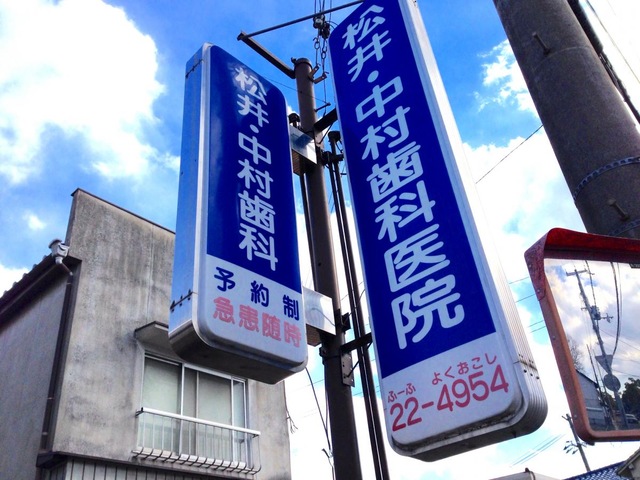 松井・中村歯科
予約制
急患随時
松井・中村歯科医院
ふーふ よくおこし
22-4954